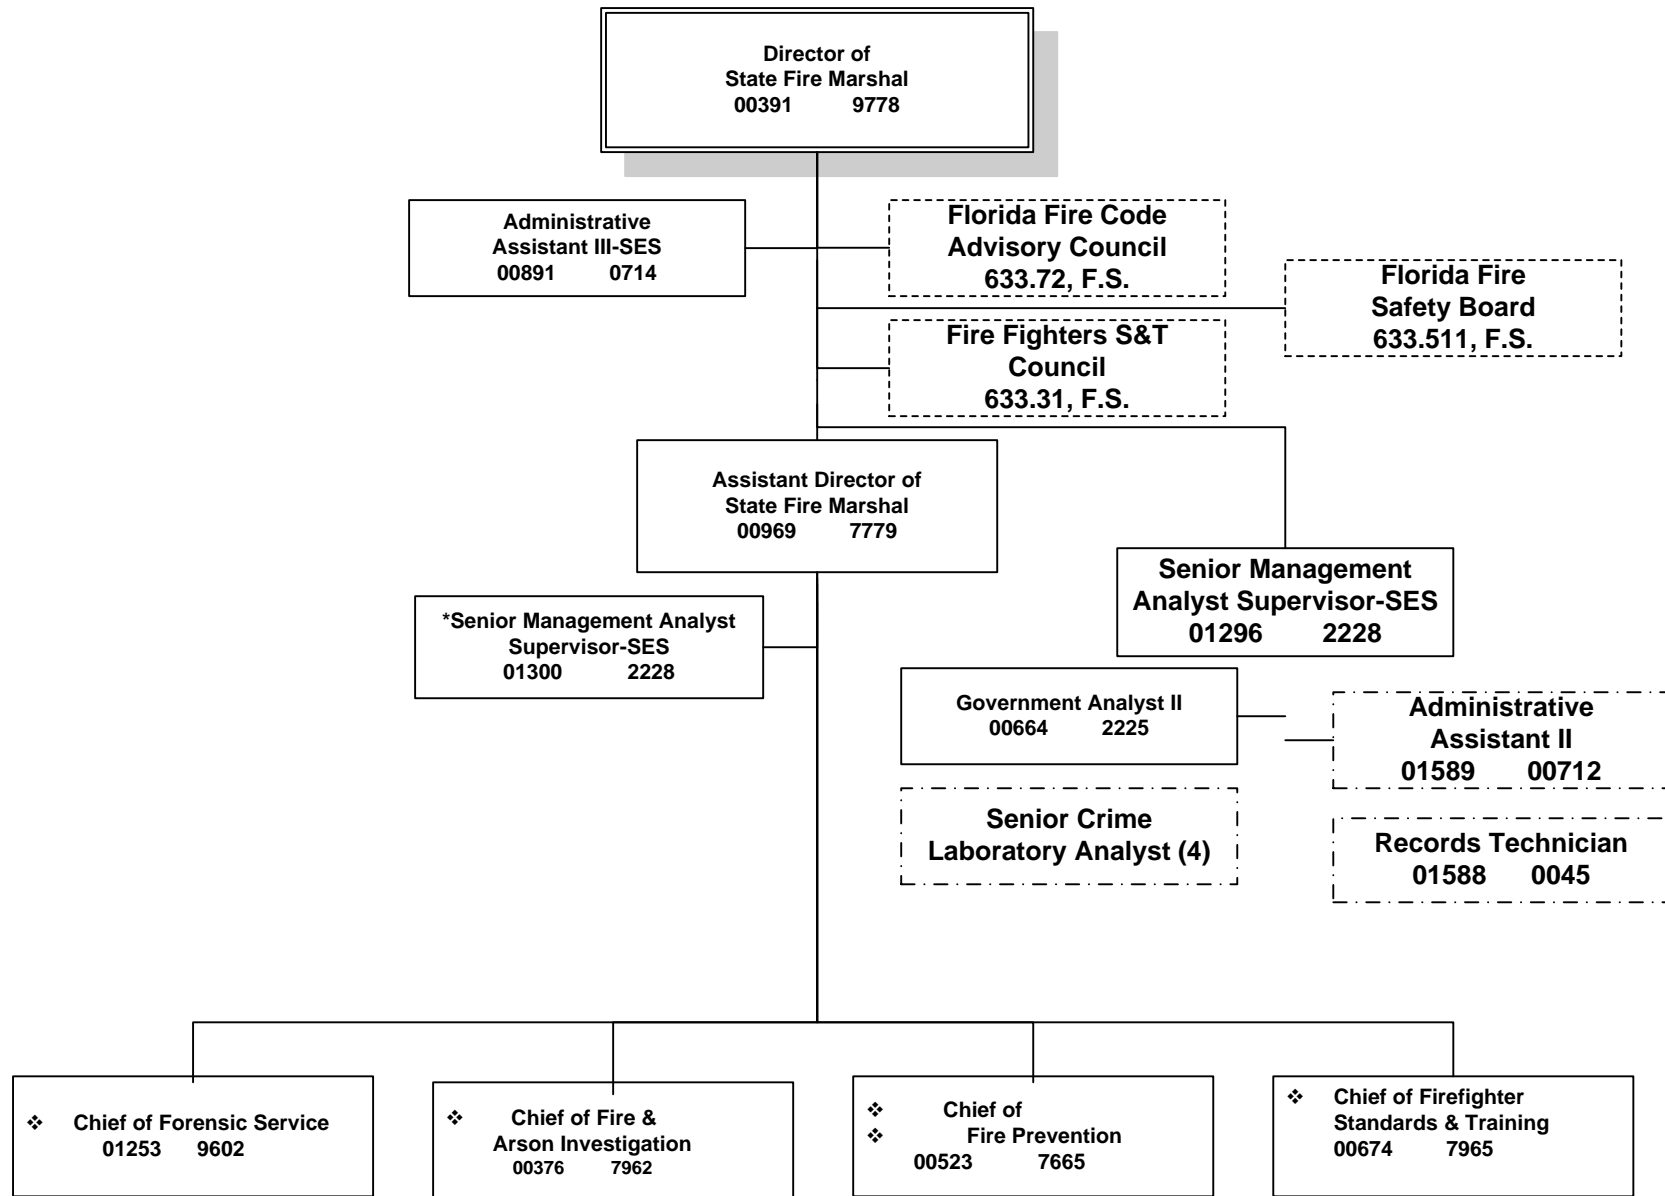 Director of
State Fire Marshal
00391 9778
Administrative
Assistant III-SES
00891 0714
Florida Fire Code
Advisory Council
633.72, F.S.
Florida Fire
Safety Board
633.511, F.S.
Fire Fighters S&T
Council
633.31, F.S.
Assistant Director of
State Fire Marshal
00969 7779
Senior Management
Analyst Supervisor-SES
01296 2228
*Senior Management Analyst
Supervisor-SES
01300 2228
Government Analyst II
00664 2225
Administrative
Assistant II
01589 00712
Senior Crime
Laboratory Analyst (4)
Records Technician
01588 0045
❖ Chief of Forensic Service
01253 9602
❖ Chief of Fire &
Arson Investigation
00376 7962
❖ Chief of
❖ Fire Prevention
00523 7665
❖ Chief of Firefighter
Standards & Training
00674 7965